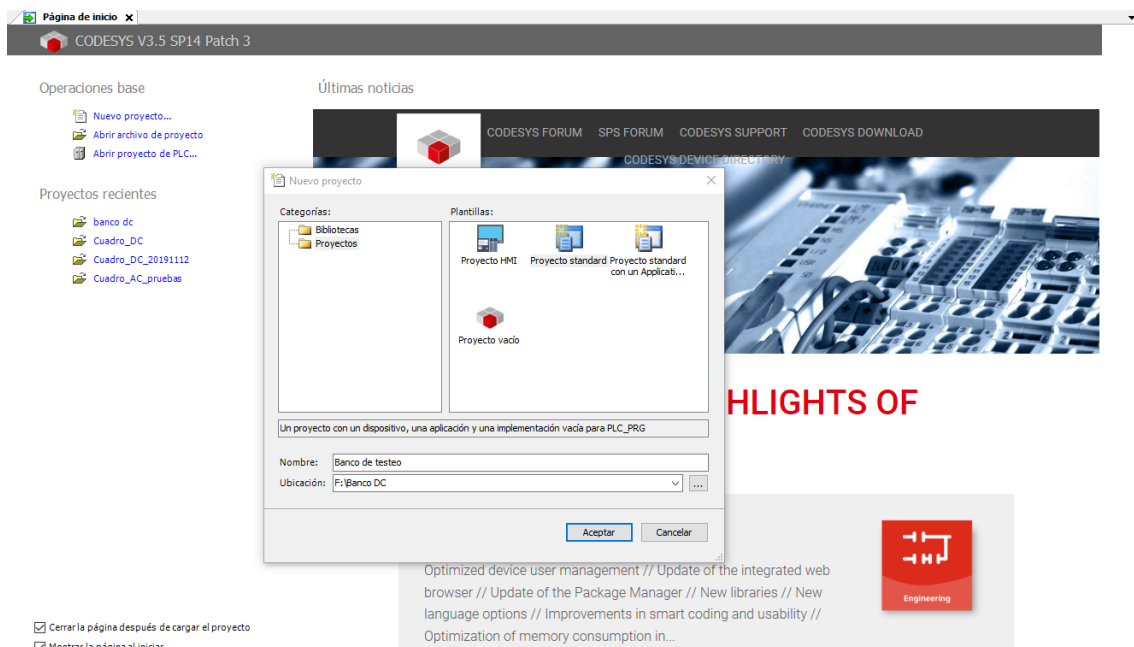 Página de inicio
CODESYS V3.5 SP14 Patch 3
Operaciones base
Nuevo proyecto...
Abrir archivo de proyecto
Abrir proyecto de PLC...
Proyectos recientes
banco dc
Cuadro_DC
Cuadro_DC_20191112
Cuadro_AC_pruebas
Últimas noticias
CODESYS FORUM SPS FORUM CODESYS SUPPORT CODESYS DOWNLOAD
CODESYS DEVICE DIRECTORY
Nuevo proyecto
Categorías:
Bibliotecas
Proyectos
Plantillas:
Proyecto HMI
Proyecto standard
Proyecto standard
con un Applicati...
Proyecto vacío
Un proyecto con un dispositivo, una aplicación y una implementación vacía para PLC_PRG
Nombre: Banco de testeo
Ubicación: F:\Banco DC
...
Aceptar Cancelar
HLIGHTS OF
Optimized device user management // Update of the integrated web
browser // Update of the Package Manager // New libraries // New
language options // Improvements in smart coding and usability //
Optimization of memory consumption in...
Engineering
Cerrar la página después de cargar el proyecto
Mostrar la página al iniciar